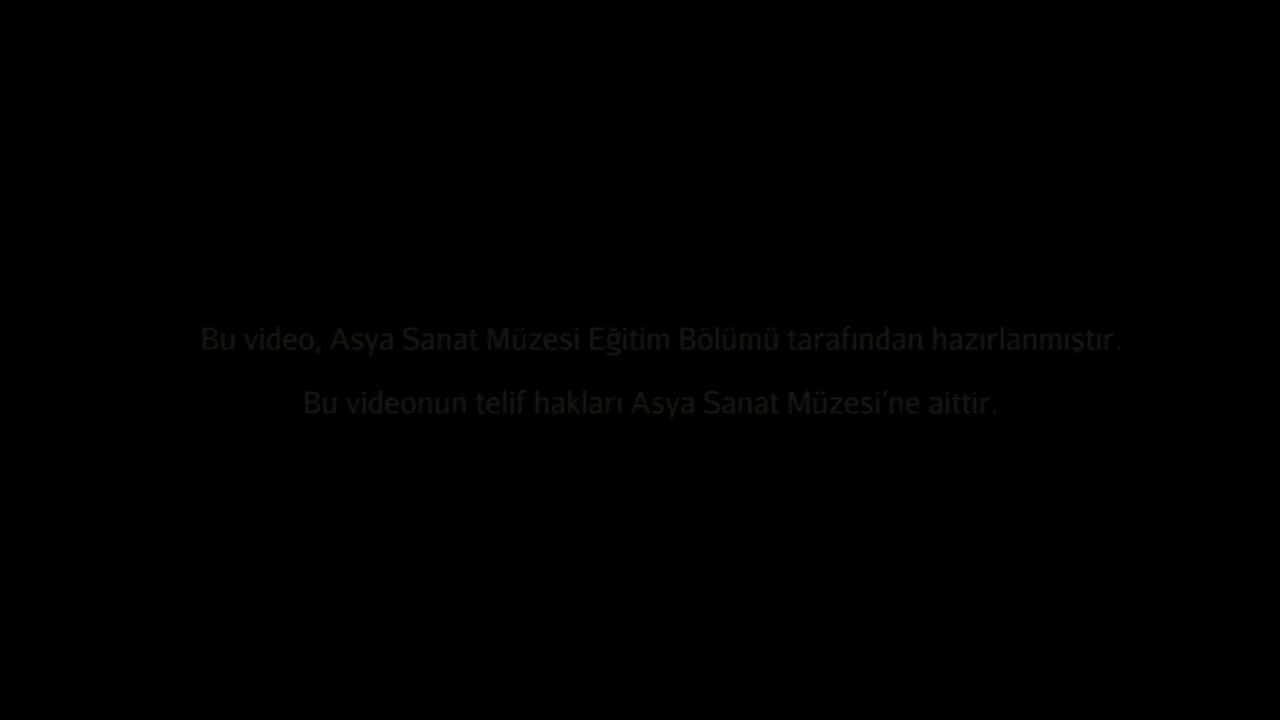 Bu video, Asya Sanat Müzesi Eğitim Bölümü tarafından hazırlanmıştır.
Bu videonun telif hakları Asya Sanat Müzesi'ne aittir.